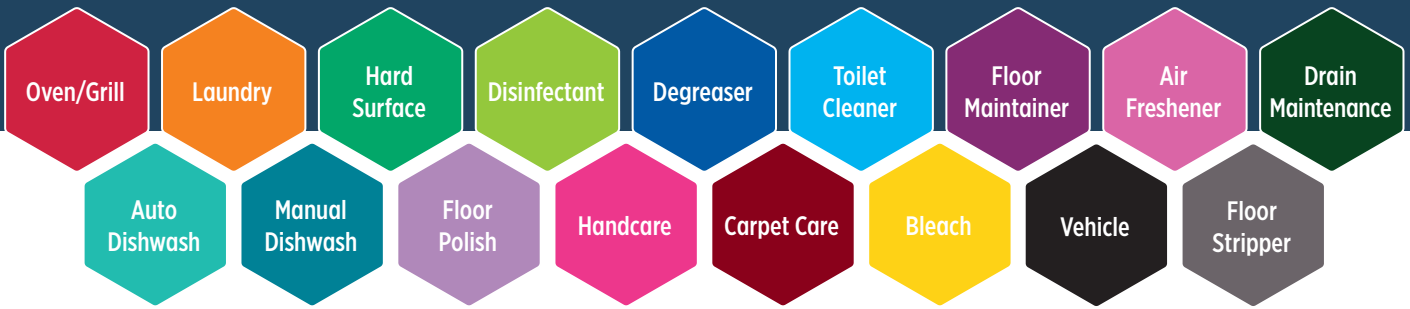 Oven/Grill
Laundry
Hard
Surface
Disinfectant
Degreaser
Toilet
Cleaner
Floor
Maintainer
Air
Freshener
Drain
Maintenance
Auto
Dishwash
Manual
Dishwash
Floor
Polish
Handcare
Carpet Care
Bleach
Vehicle
Floor
Stripper